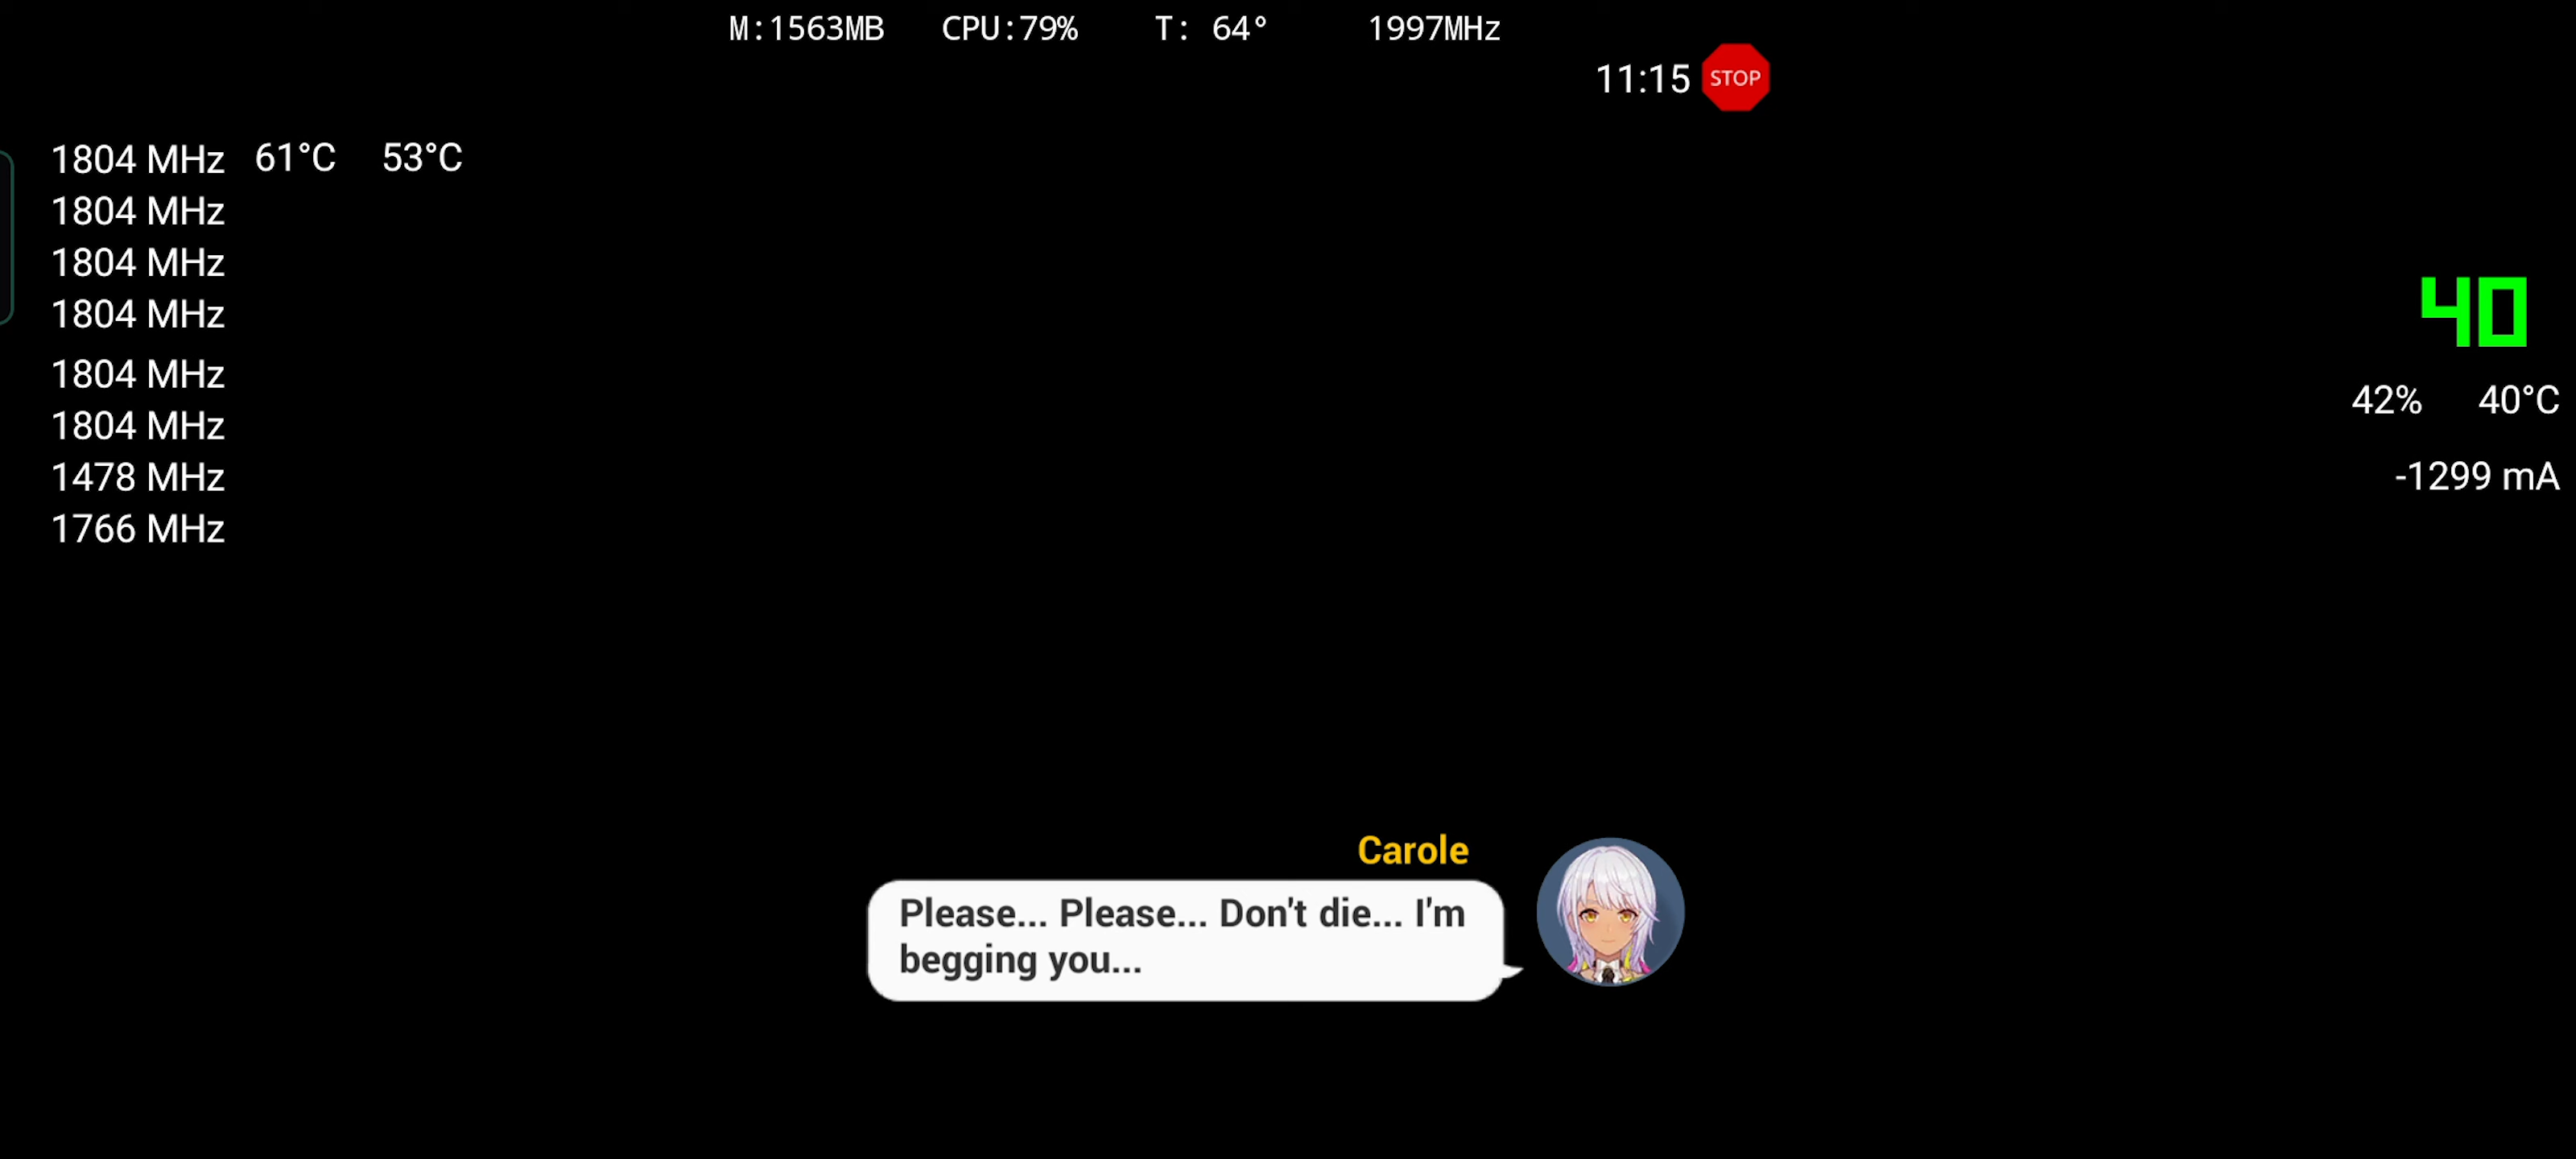 M:1563MB CPU:79% T: 64° 1997MHz
11:15 STOP
1804 MHz 61°C 53°C
1804 MHz
1804 MHz
1804 MHz
1804 MHz
1804 MHz
1478 MHz
1766 MHz
40
42% 40°C
-1299 mA
Carole
Please... Please... Don't die... I'm
begging you...